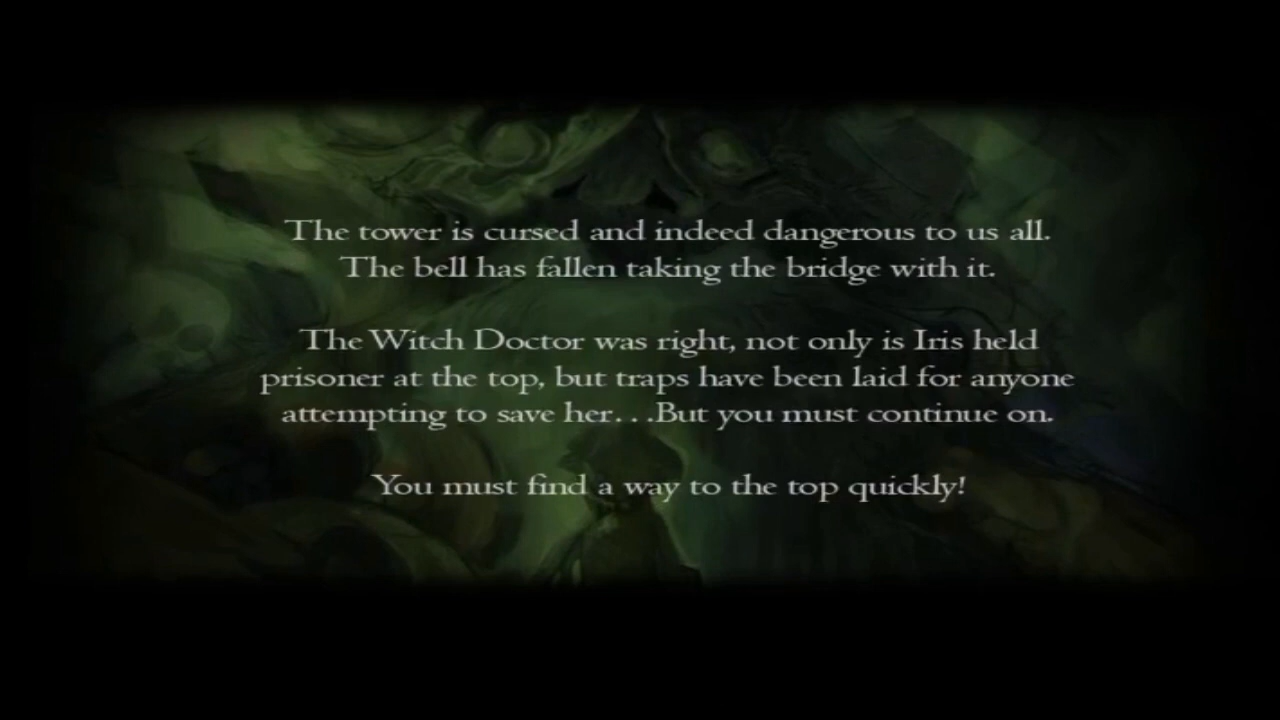 The tower is cursed and indeed dangerous to us all.
The bell has fallen taking the bridge with it.
The Witch Doctor was right, not only is Iris held
prisoner at the top, but traps have been laid for anyone
attempting to save her...But you must continue on.
You must find a way to the top quickly!